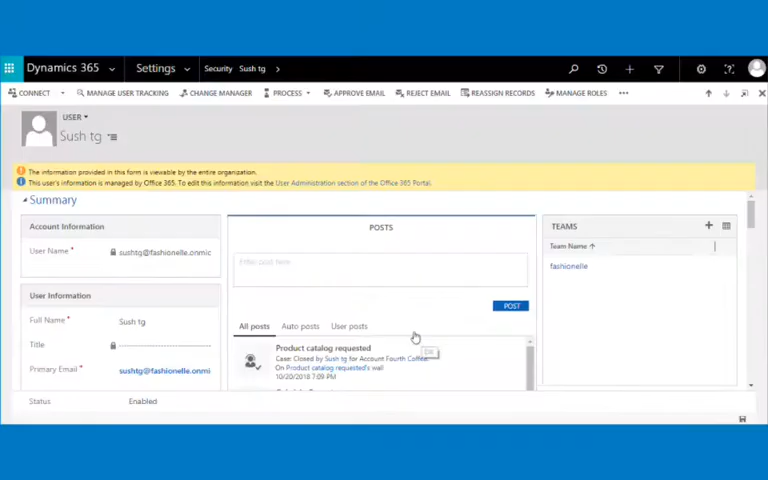 Dynamics 365 Settings Security Sush tg
CONNECT MANAGE USER TRACKING CHANGE MANAGER PROCESS APPROVE EMAIL REJECT EMAIL REASSIGN RECORDS MANAGE ROLES ...
USER
Sush tg
The information provided in this form is viewable by the entire organization.
This user's information is managed by Office 365. To edit this information visit the User Administration section of the Office 365 Portal.
Summary
Account Information
User Name * sushtg@fashionelle.onmic
User Information
Full Name * Sush tg
Title ------------------
Primary Email * sushtg@fashionelle.onmi
POSTS
Enter post here
POST
All posts Auto posts User posts
Product catalog requested
Case: Closed by Sush tg for Account Fourth Coffee.
On Product catalog requested's wall
10/20/2018 7:09 PM
TEAMS
Team Name
fashionelle
Status Enabled